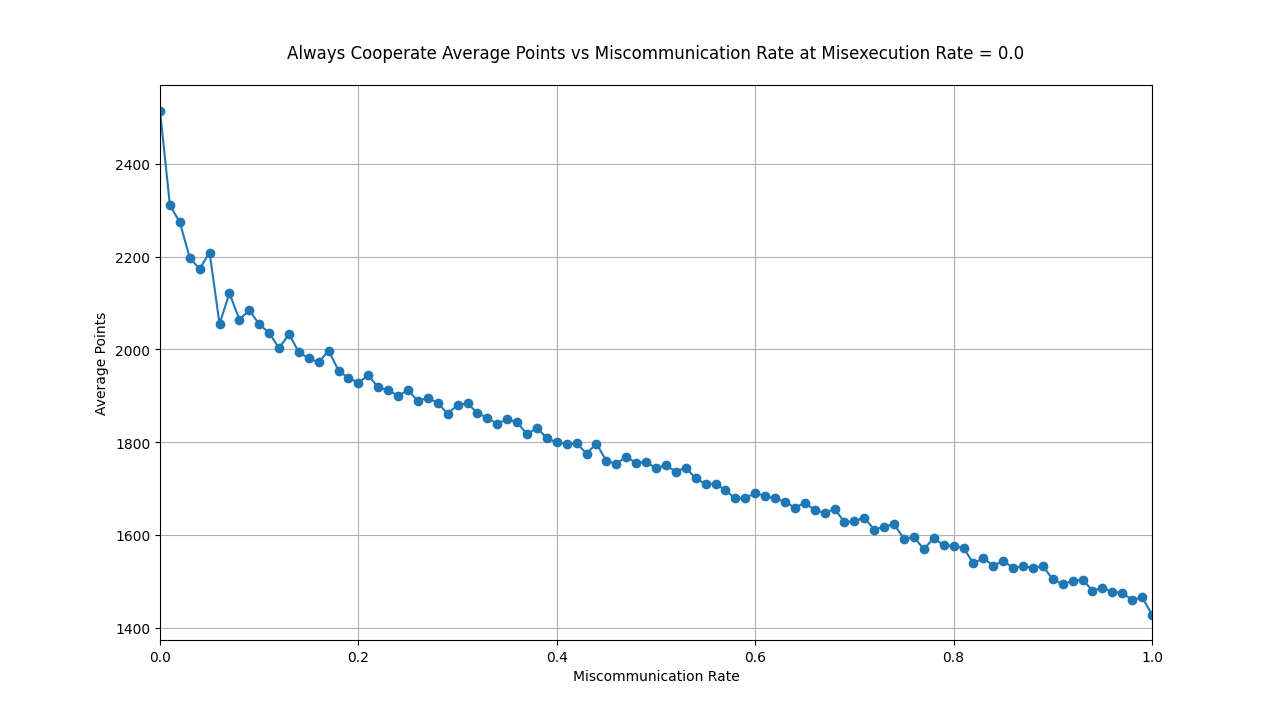 Always Cooperate Average Points vs Miscommunication Rate at Misexecution Rate = 0.0
Average Points
2400
2200
2000
1800
1600
1400
0.0 0.2 0.4 0.6 0.8 1.0
Miscommunication Rate